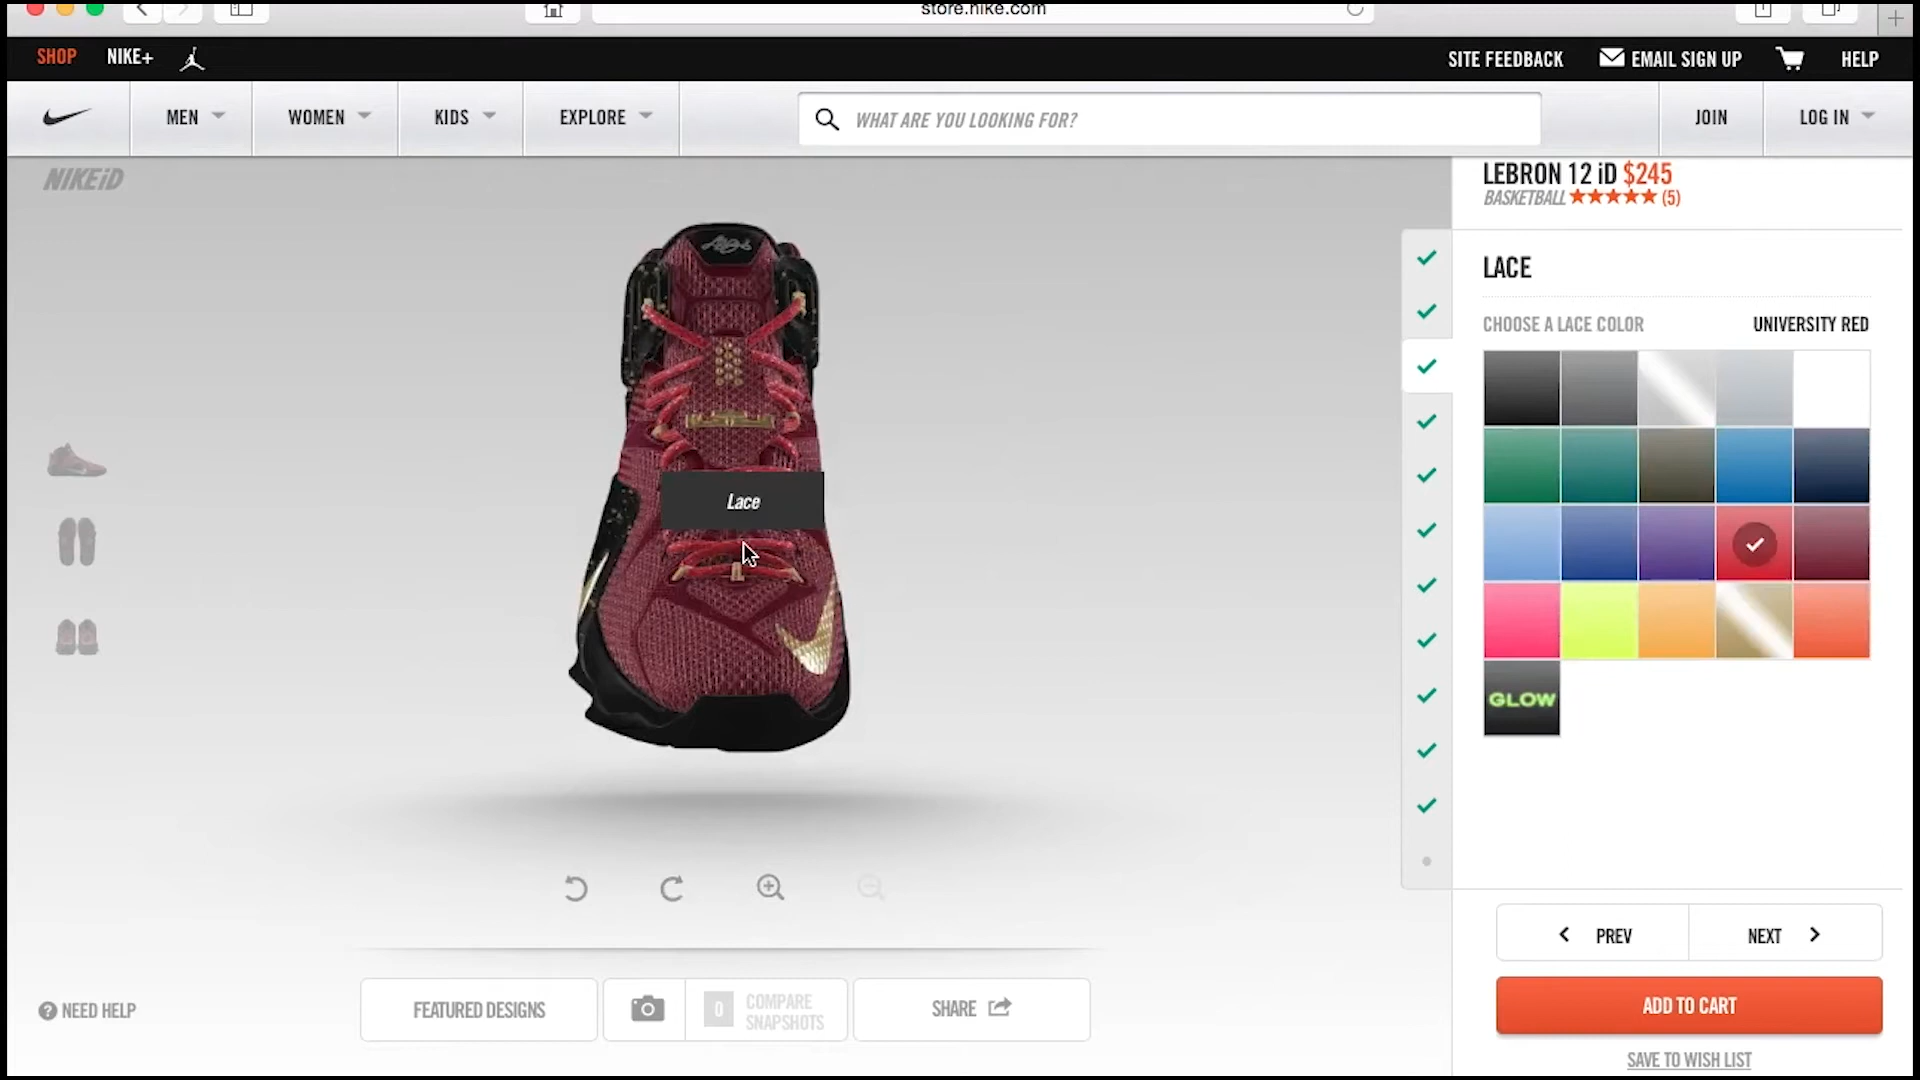 store.nike.com
SHOP NIKE+ SITE FEEDBACK EMAIL SIGN UP HELP
MEN WOMEN KIDS EXPLORE WHAT ARE YOU LOOKING FOR? JOIN LOG IN
NIKEiD
LEBRON 12 iD $245
BASKETBALL (5)
LACE
CHOOSE A LACE COLOR UNIVERSITY RED
Lace
GLOW
PREV NEXT
NEED HELP
FEATURED DESIGNS
0
COMPARE
SNAPSHOTS
SHARE
ADD TO CART
SAVE TO WISH LIST